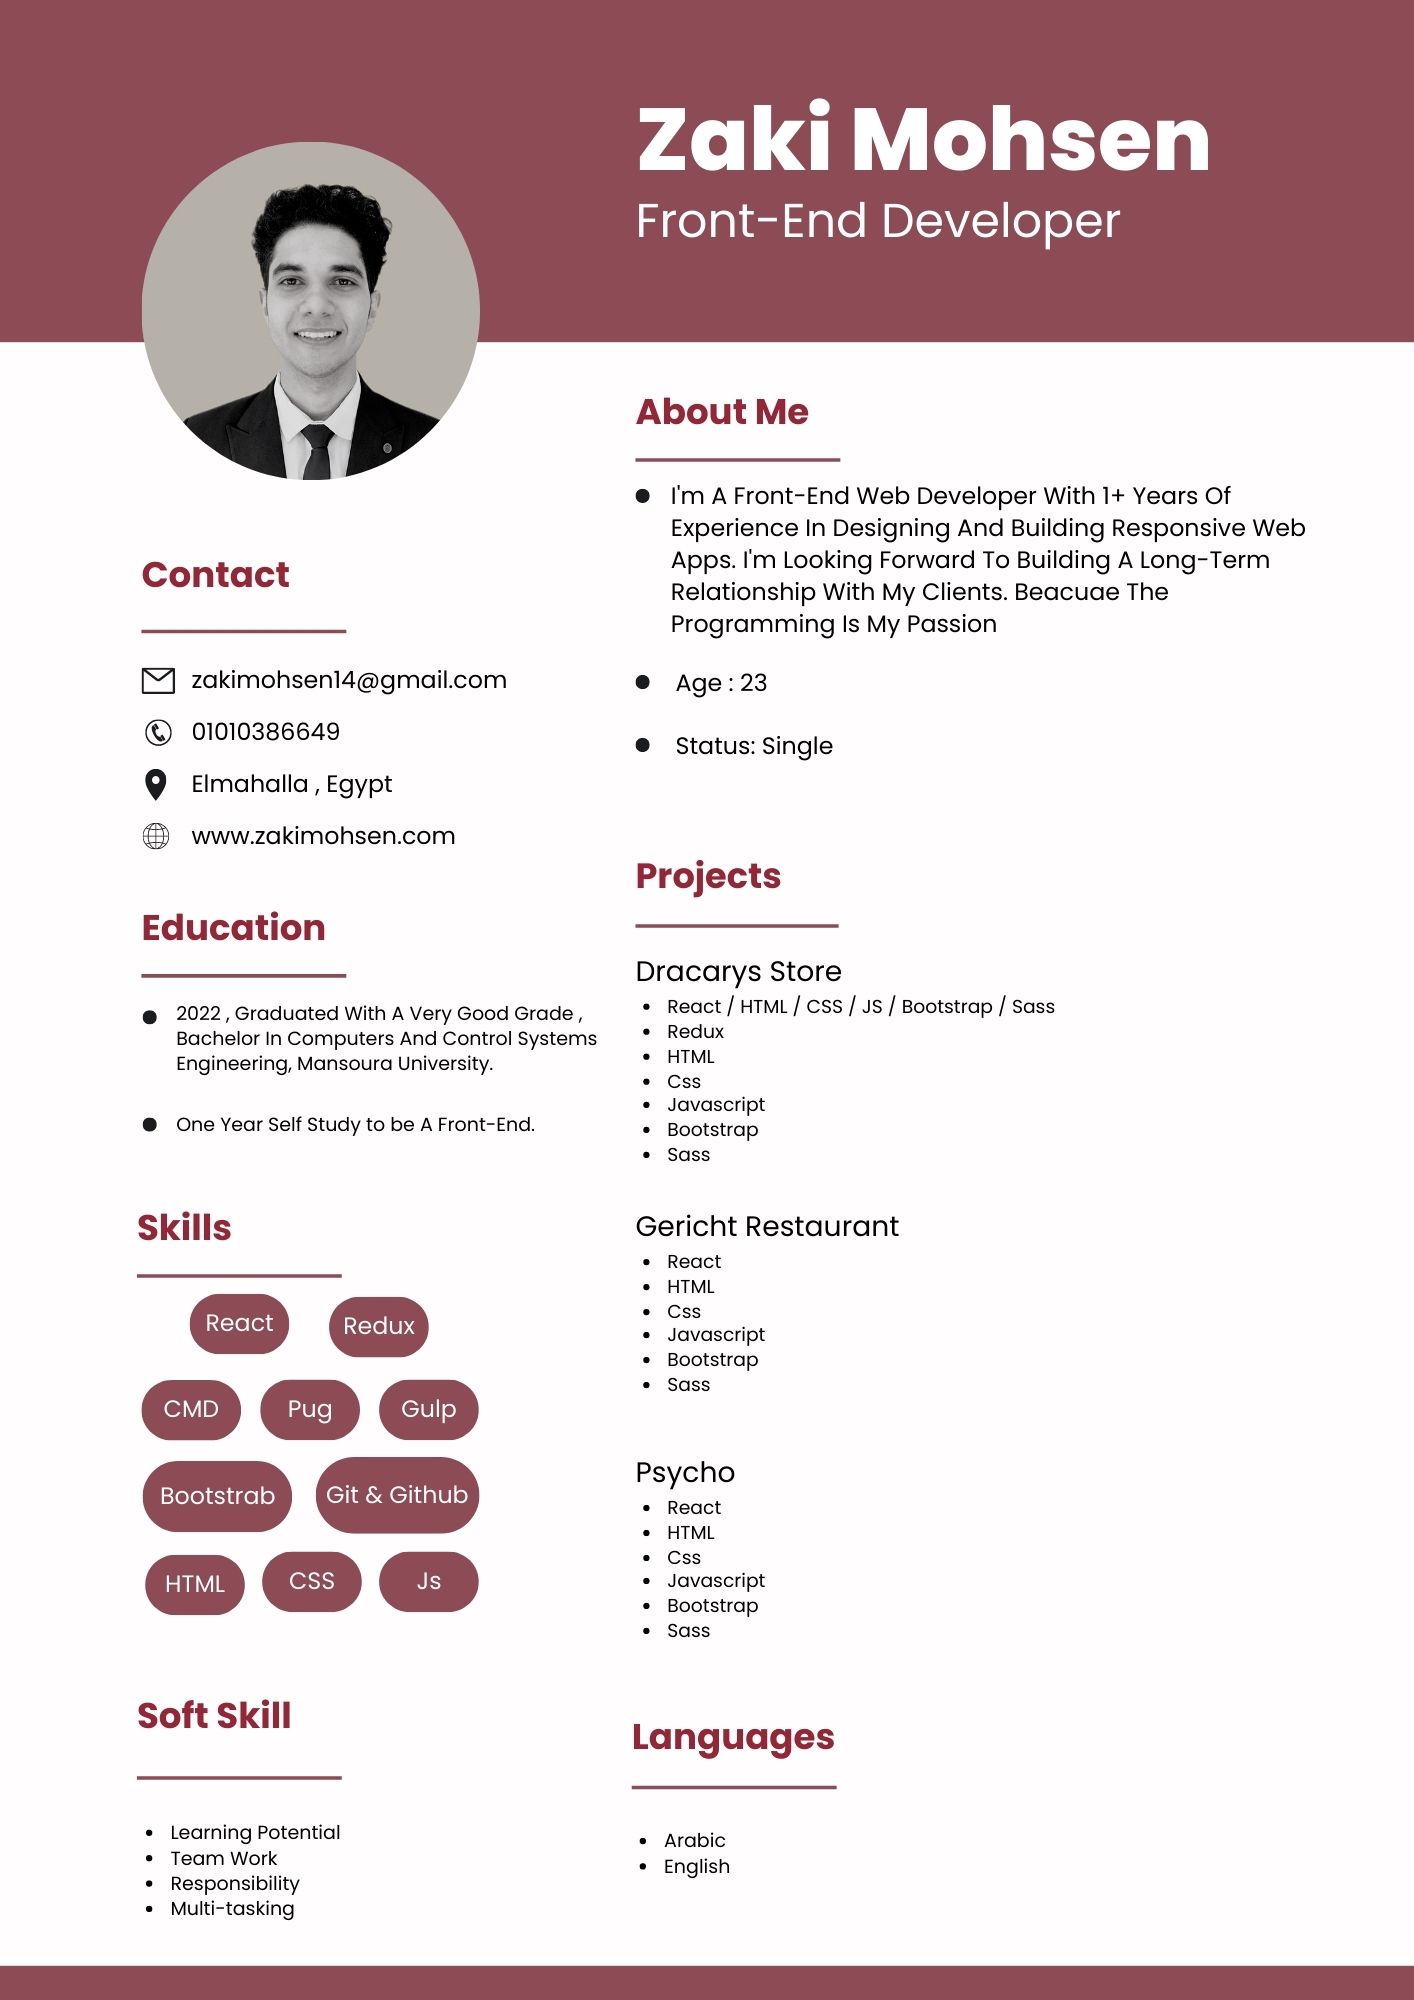 Zaki Mohsen
Front-End Developer
Contact
zakimohsen14@gmail.com
01010386649
Elmahalla , Egypt
www.zakimohsen.com
Education
2022 , Graduated With A Very Good Grade ,
Bachelor In Computers And Control Systems
Engineering, Mansoura University.
One Year Self Study to be A Front-End.
Skills
React
Redux
CMD
Pug
Gulp
Bootstrab
Git & Github
HTML
CSS
Js
Soft Skill
Learning Potential
Team Work
Responsibility
Multi-tasking
About Me
I'm A Front-End Web Developer With 1+ Years Of
Experience In Designing And Building Responsive Web
Apps. I'm Looking Forward To Building A Long-Term
Relationship With My Clients. Beacuae The
Programming Is My Passion
Age : 23
Status: Single
Projects
Dracarys Store
React / HTML / CSS / JS / Bootstrap / Sass
Redux
HTML
Css
Javascript
Bootstrap
Sass
Gericht Restaurant
React
HTML
Css
Javascript
Bootstrap
Sass
Psycho
React
HTML
Css
Javascript
Bootstrap
Sass
Languages
Arabic
English